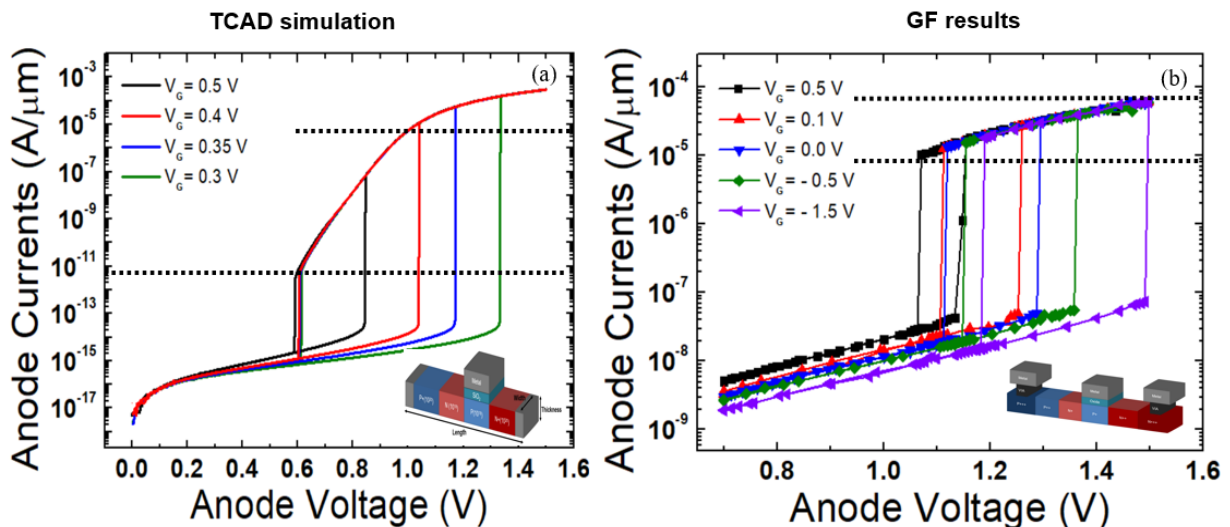 TCAD simulation
GF results
Anode Currents (A/μm)
10⁻³
10⁻⁵
10⁻⁷
10⁻⁹
10⁻¹¹
10⁻¹³
10⁻¹⁵
10⁻¹⁷
(a)
V_G = 0.5 V
V_G = 0.4 V
V_G = 0.35 V
V_G = 0.3 V
Metal
SiO₂
Width
Thickness
Length
0.0 0.2 0.4 0.6 0.8 1.0 1.2 1.4 1.6
Anode Voltage (V)
Anode Currents (A/μm)
10⁻⁴
10⁻⁵
10⁻⁶
10⁻⁷
10⁻⁸
10⁻⁹
(b)
V_G = 0.5 V
V_G = 0.1 V
V_G = 0.0 V
V_G = - 0.5 V
V_G = - 1.5 V
0.8 1.0 1.2 1.4 1.6
Anode Voltage (V)